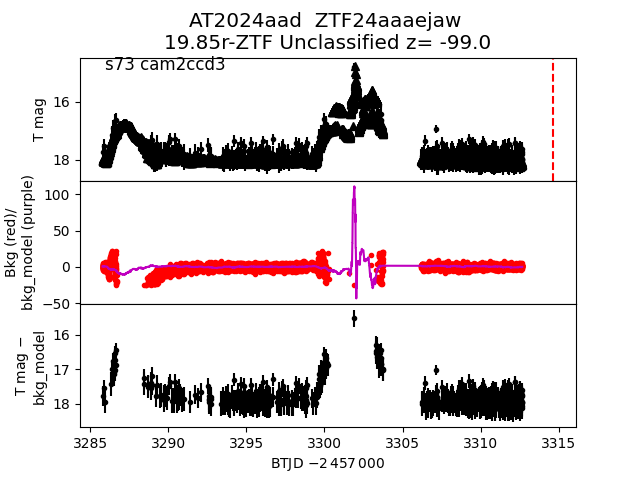 AT2024aad  ZTF24aaaejaw
19.85r-ZTF Unclassified z= -99.0
s73 cam2ccd3
T mag
16
18
Bkg (red)/
bkg_model (purple)
100
50
0
−50
T mag −
bkg_model
16
17
18
3285 3290 3295 3300 3305 3310 3315
BTJD −2 457 000